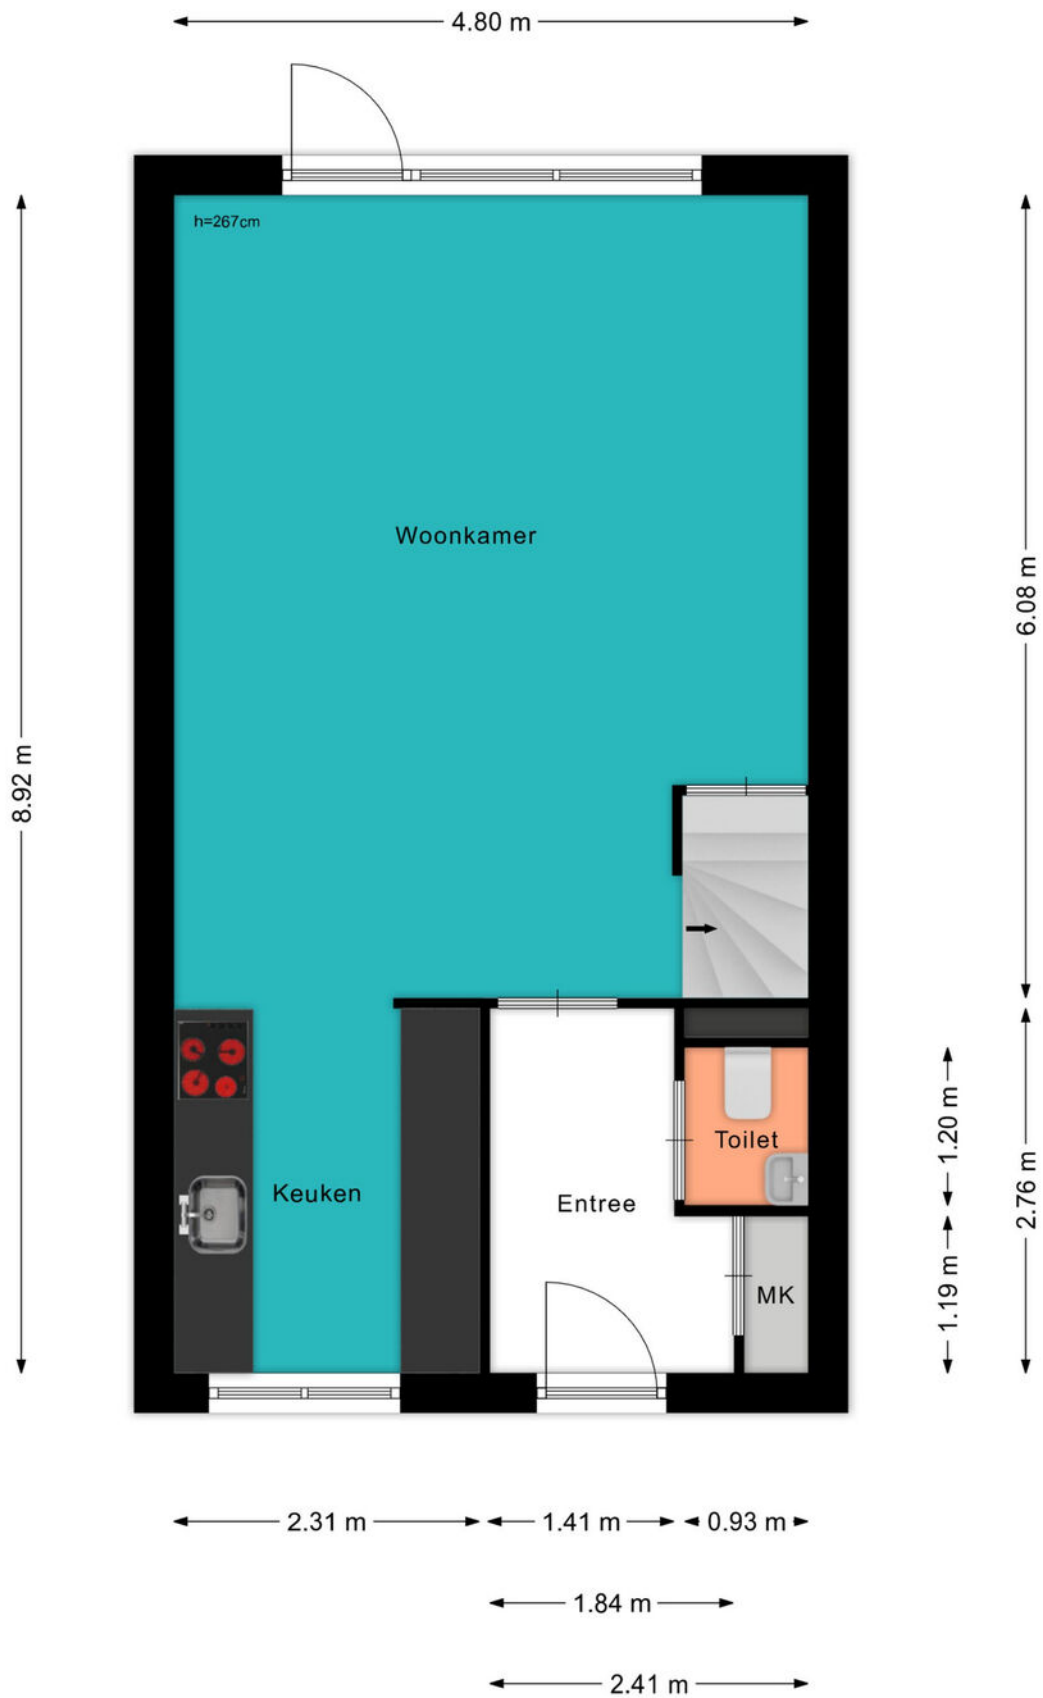 4.80 m
h=267cm
Woonkamer
6.08 m
8.92 m
Toilet
1.20 m
Keuken
Entree
2.76 m
MK
1.19 m
2.31 m
1.41 m
0.93 m
1.84 m
2.41 m